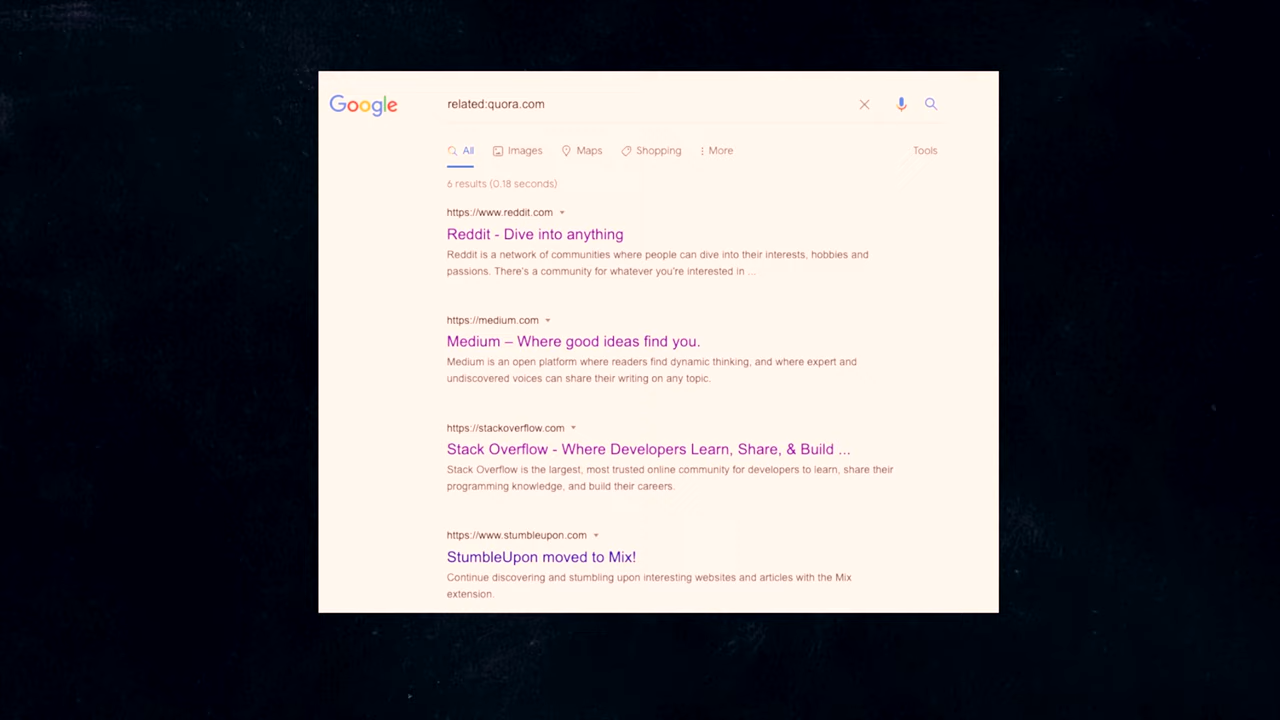 Google
related:quora.com
All Images Maps Shopping More Tools
6 results (0.18 seconds)
https://www.reddit.com
Reddit - Dive into anything
Reddit is a network of communities where people can dive into their interests, hobbies and
passions. There's a community for whatever you're interested in ...
https://medium.com
Medium – Where good ideas find you.
Medium is an open platform where readers find dynamic thinking, and where expert and
undiscovered voices can share their writing on any topic.
https://stackoverflow.com
Stack Overflow - Where Developers Learn, Share, & Build ...
Stack Overflow is the largest, most trusted online community for developers to learn, share their
programming knowledge, and build their careers.
https://www.stumbleupon.com
StumbleUpon moved to Mix!
Continue discovering and stumbling upon interesting websites and articles with the Mix
extension.